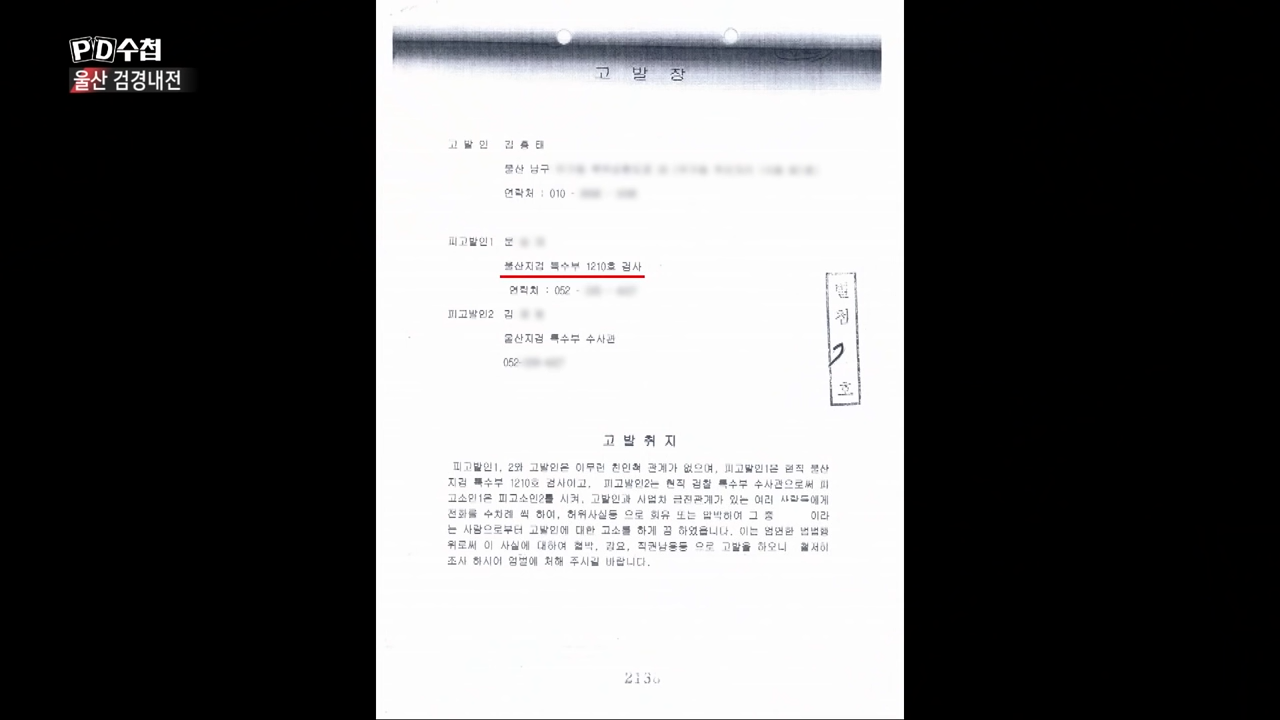 PD수첩
울산 검경내전
고 발 장
고 발 인 김 흥 태
울산 남구
연락처 : 010 -
피고발인1 문
울산지검 특수부 1210호 검사
연락처 : 052 -
피고발인2 김
울산지검 특수부 수사관
052-
별
첨
호
고 발 취 지
피고발인1, 2와 고발인은 아무런 친인척 관계가 없으며, 피고발인1은 현직 울산
지검 특수부 1210호 검사이고, 피고발인2는 현직 검찰 특수부 수사관으로써 피
고소인1은 피고소인2를 시켜, 고발인과 사업차 금전관계가 있는 여러 사람들에게
전화를 수차례 씩 하여, 허위사실등 으로 회유 또는 압박하여 그 중 이라
는 사람으로부터 고발인에 대한 고소를 하게 끔 하였습니다. 이는 엄연한 범법행
위로써 이 사실에 대하여 협박, 강요, 직권남용등 으로 고발을 하오니 철저히
조사 하시어 엄벌에 처해 주시길 바랍니다.